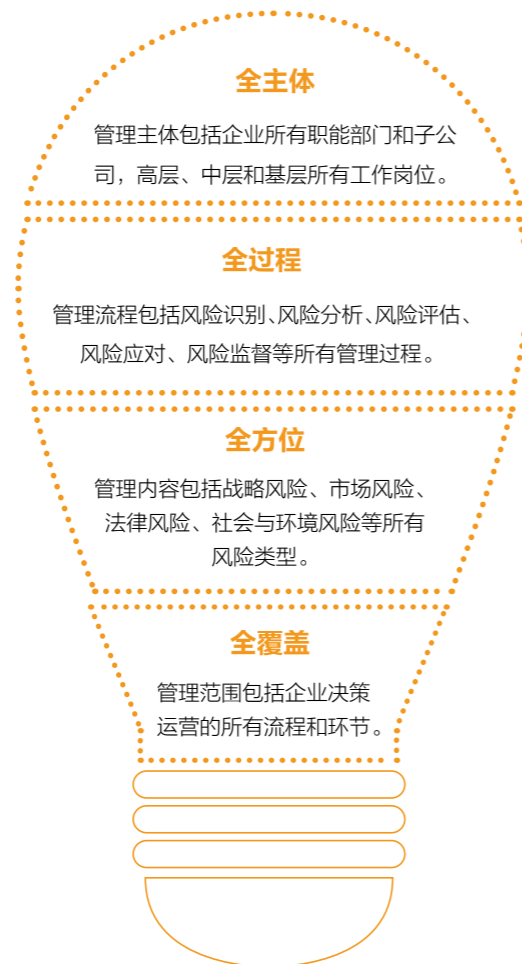 全主体
管理主体包括企业所有职能部门和子公
司，高层、中层和基层所有工作岗位。
全过程
管理流程包括风险识别、风险分析、风险评估、
风险应对、风险监督等所有管理过程。
全方位
管理内容包括战略风险、市场风险、
法律风险、社会与环境风险等所有
风险类型。
全覆盖
管理范围包括企业决策
运营的所有流程和环节。